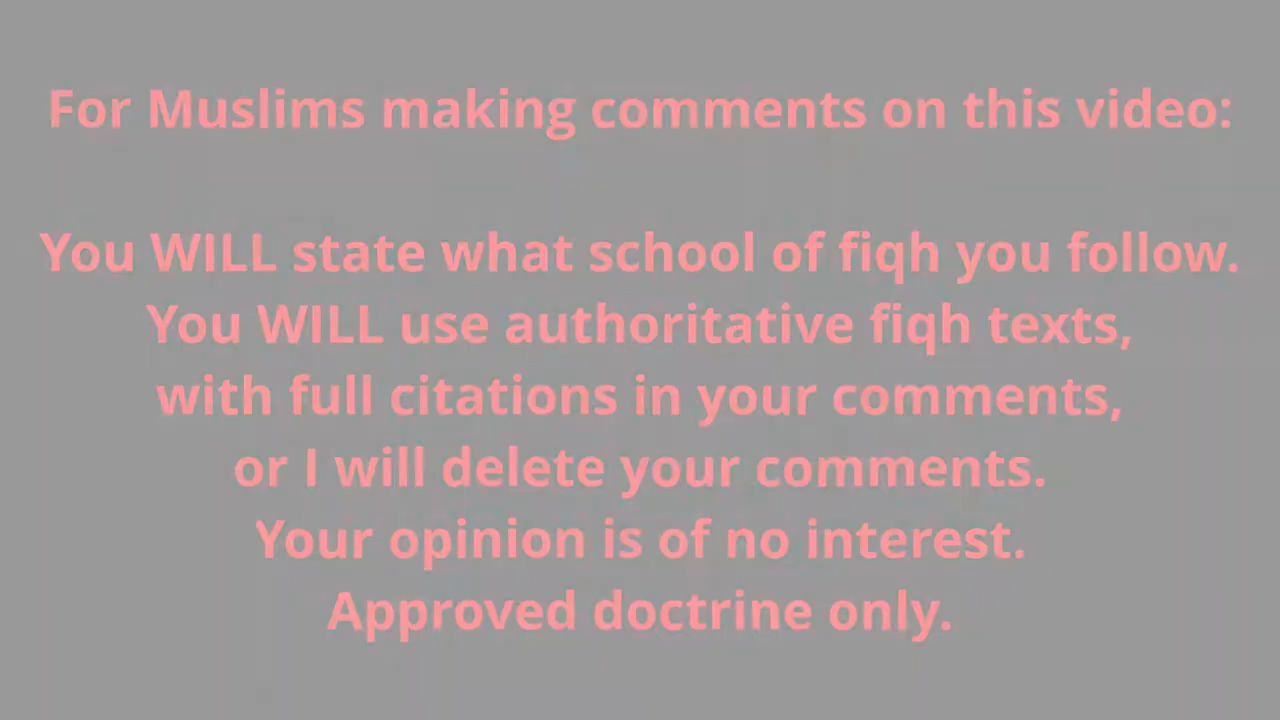 For Muslims making comments on this video:
You WILL state what school of fiqh you follow.
You WILL use authoritative fiqh texts,
with full citations in your comments,
or I will delete your comments.
Your opinion is of no interest.
Approved doctrine only.